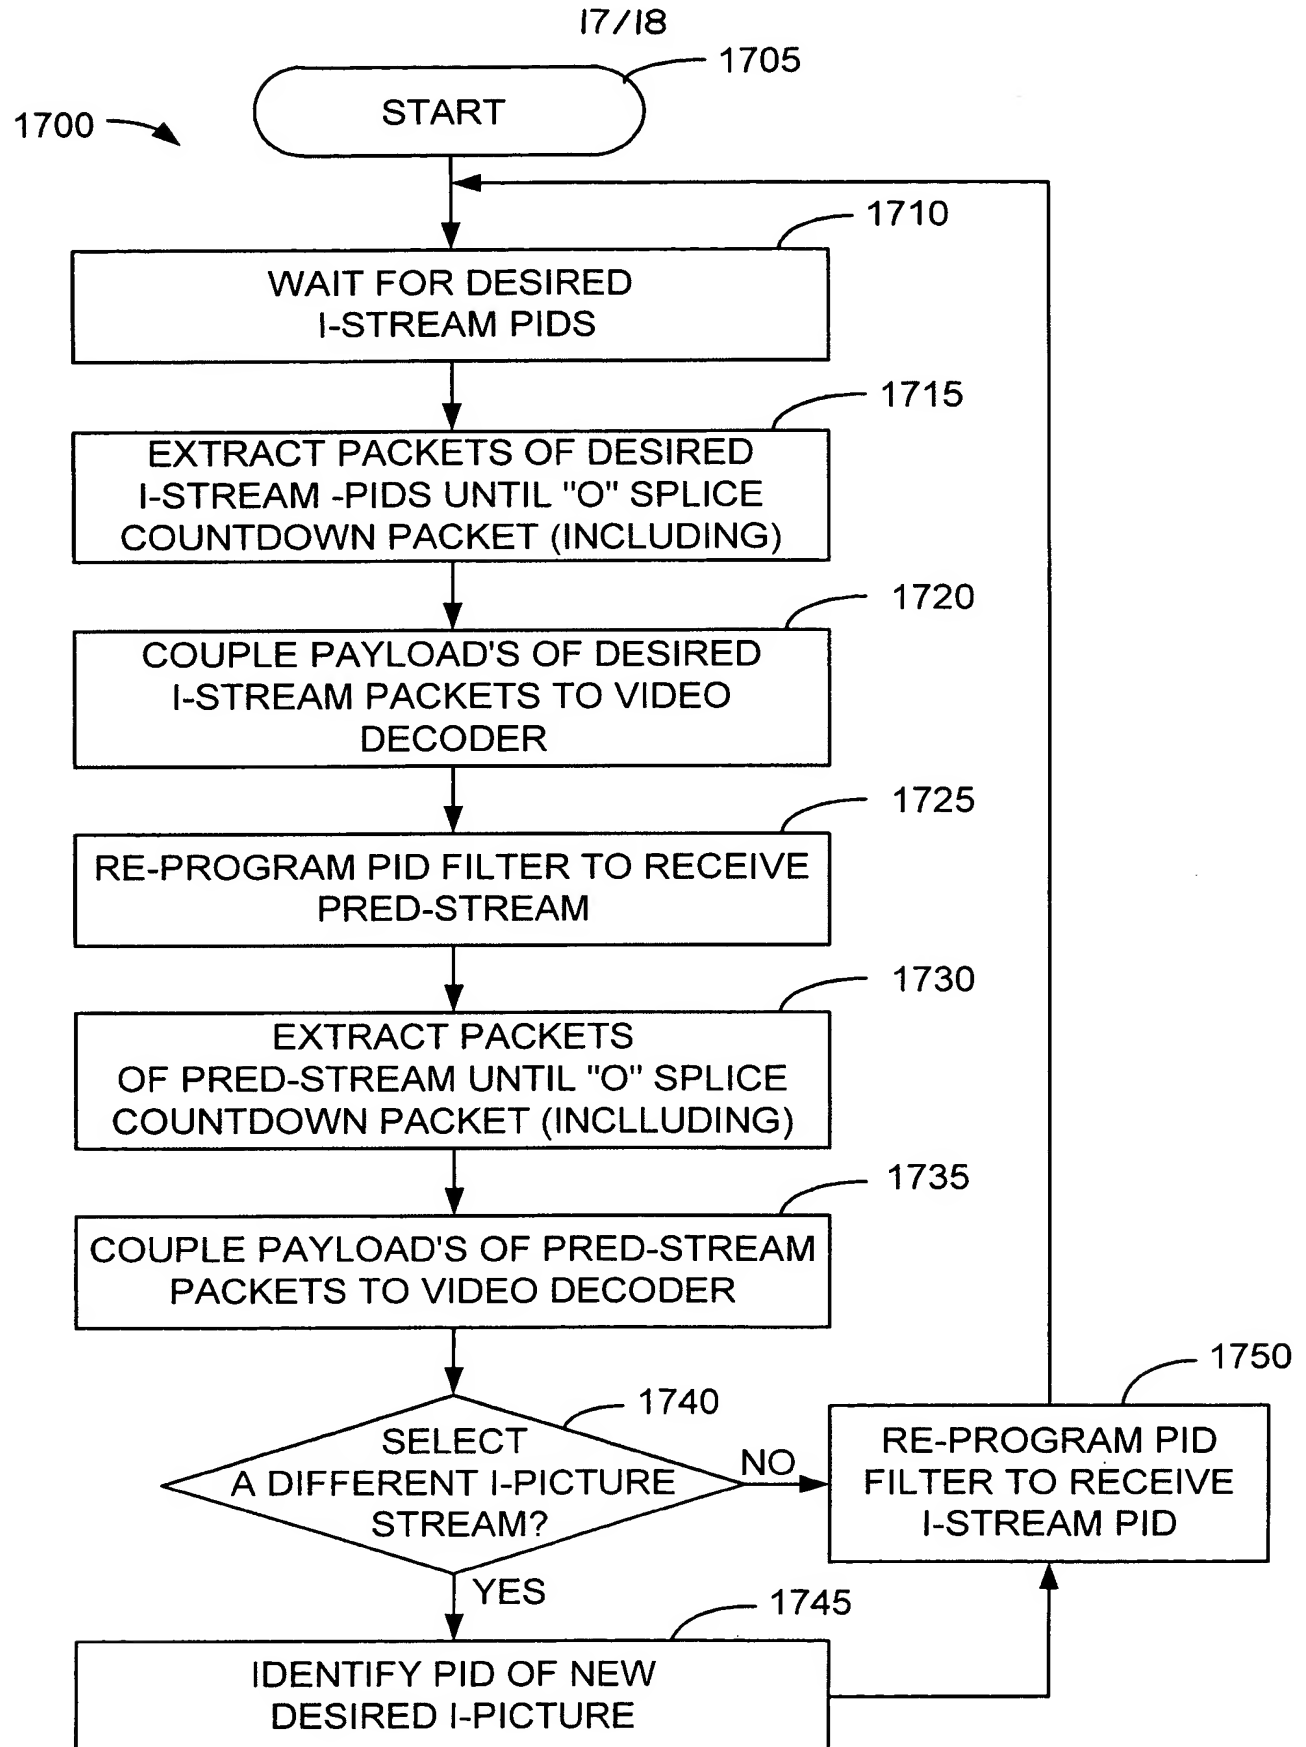 17/18
1705
START
1700
1710
WAIT FOR DESIRED
I-STREAM PIDS
1715
EXTRACT PACKETS OF DESIRED
I-STREAM -PIDS UNTIL "O" SPLICE
COUNTDOWN PACKET (INCLUDING)
1720
COUPLE PAYLOAD'S OF DESIRED
I-STREAM PACKETS TO VIDEO
DECODER
1725
RE-PROGRAM PID FILTER TO RECEIVE
PRED-STREAM
1730
EXTRACT PACKETS
OF PRED-STREAM UNTIL "O" SPLICE
COUNTDOWN PACKET (INCLLUDING)
1735
COUPLE PAYLOAD'S OF PRED-STREAM
PACKETS TO VIDEO DECODER
1740
SELECT
A DIFFERENT I-PICTURE
STREAM?
NO
1750
RE-PROGRAM PID
FILTER TO RECEIVE
I-STREAM PID
YES
1745
IDENTIFY PID OF NEW
DESIRED I-PICTURE